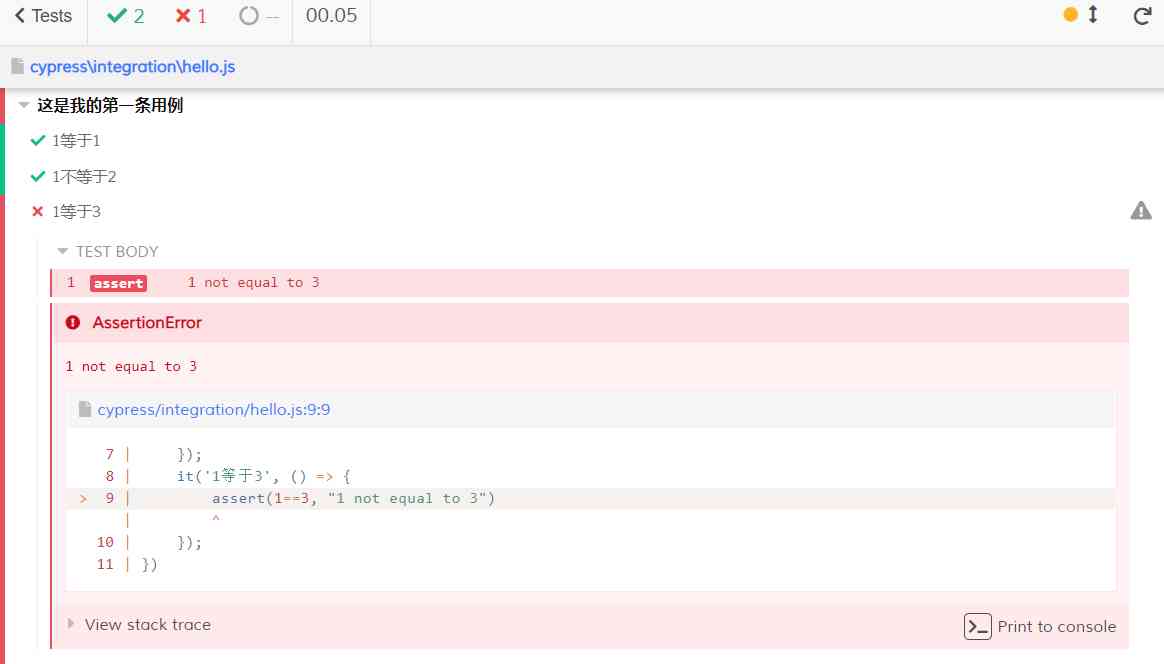 Tests 2 1 -- 00.05
cypress\integration\hello.js
这是我的第一条用例
1等于1
1不等于2
1等于3
TEST BODY
1 assert 1 not equal to 3
AssertionError
1 not equal to 3
cypress/integration/hello.js:9:9
7 | });
8 | it('1等于3', () => {
> 9 | assert(1==3, "1 not equal to 3")
| ^
10 | });
11 | })
View stack trace Print to console